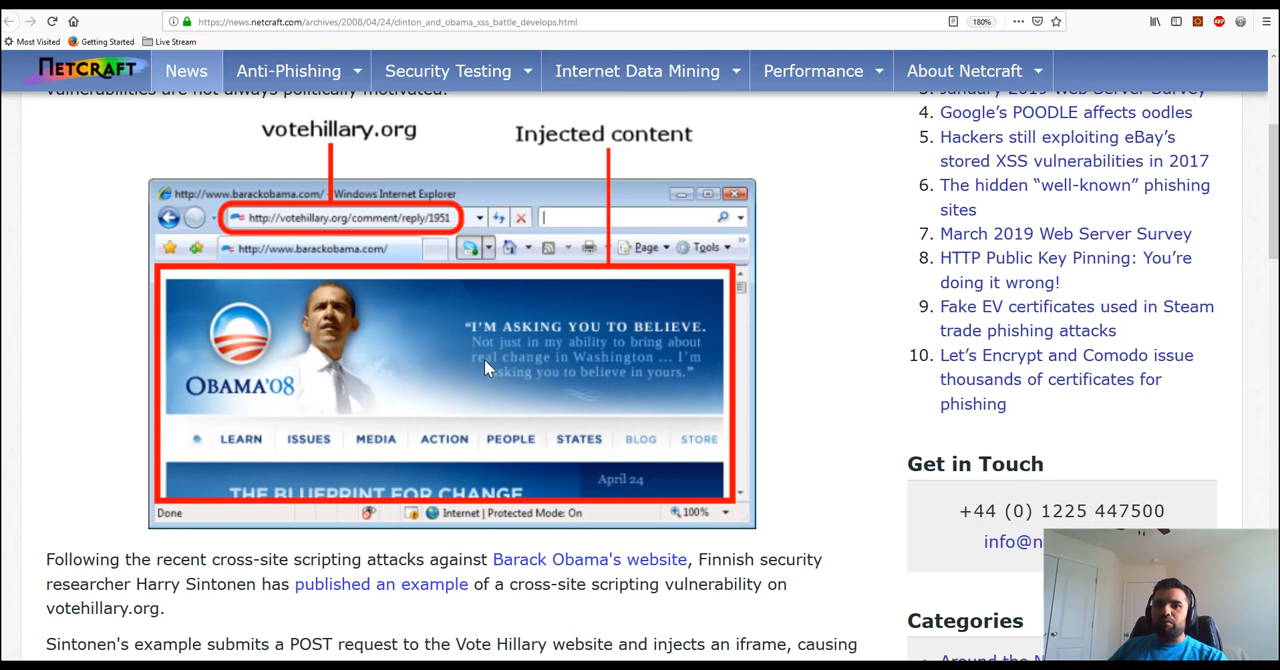 https://news.netcraft.com/archives/2008/04/24/clinton_and_obama_xss_battle_develops.html
180%
Most Visited
Getting Started
Live Stream
NETCRAFT
News
Anti-Phishing
Security Testing
Internet Data Mining
Performance
About Netcraft
vulnerabilities are not always politically motivated.
votehillary.org
Injected content
http://www.barackobama.com/ - Windows Internet Explorer
http://votehillary.org/comment/reply/1951
http://www.barackobama.com/
Page
Tools
OBAMA'08
"I'M ASKING YOU TO BELIEVE.
Not just in my ability to bring about
real change in Washington ... I'm
asking you to believe in yours."
LEARN
ISSUES
MEDIA
ACTION
PEOPLE
STATES
BLOG
STORE
THE BLUEPRINT FOR CHANGE
April 24
Done
Internet | Protected Mode: On
100%
Following the recent cross-site scripting attacks against Barack Obama's website, Finnish security
researcher Harry Sintonen has published an example of a cross-site scripting vulnerability on
votehillary.org.
Sintonen's example submits a POST request to the Vote Hillary website and injects an iframe, causing
3. January 2019 Web Server Survey
4. Google's POODLE affects oodles
5. Hackers still exploiting eBay's
stored XSS vulnerabilities in 2017
6. The hidden "well-known" phishing
sites
7. March 2019 Web Server Survey
8. HTTP Public Key Pinning: You're
doing it wrong!
9. Fake EV certificates used in Steam
trade phishing attacks
10. Let's Encrypt and Comodo issue
thousands of certificates for
phishing
Get in Touch
+44 (0) 1225 447500
info@n
Categories
Around the N